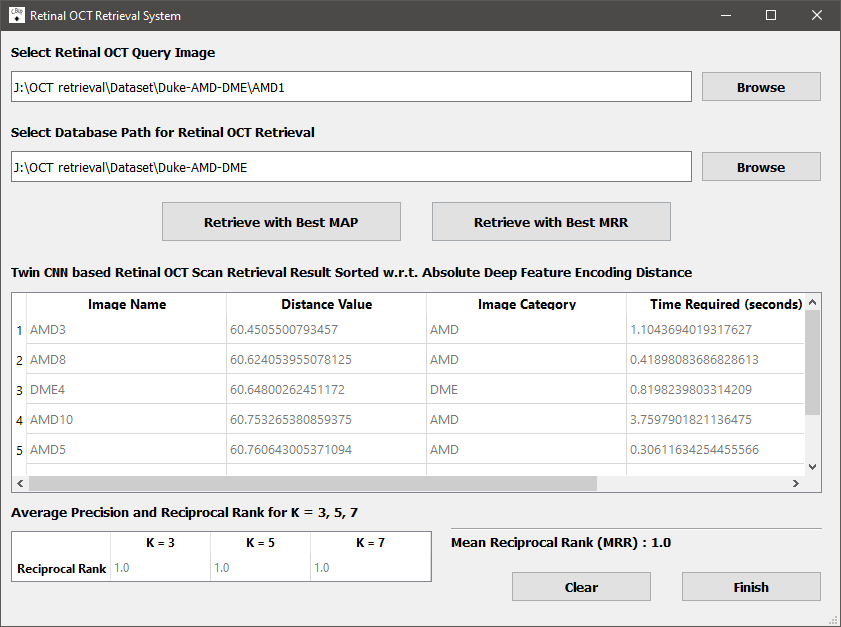 Retinal OCT Retrieval System
Select Retinal OCT Query Image
J:\OCT retrieval\Dataset\Duke-AMD-DME\AMD1 Browse
Select Database Path for Retinal OCT Retrieval
J:\OCT retrieval\Dataset\Duke-AMD-DME Browse
Retrieve with Best MAP Retrieve with Best MRR
Twin CNN based Retinal OCT Scan Retrieval Result Sorted w.r.t. Absolute Deep Feature Encoding Distance
Image Name Distance Value Image Category Time Required (seconds)
1 AMD3 60.4505500793457 AMD 1.1043694019317627
2 AMD8 60.624053955078125 AMD 0.41898083686828613
3 DME4 60.64800262451172 DME 0.8198239803314209
4 AMD10 60.753265380859375 AMD 3.7597901821136475
5 AMD5 60.760643005371094 AMD 0.30611634254455566
Average Precision and Reciprocal Rank for K = 3, 5, 7
K = 3 K = 5 K = 7
Reciprocal Rank 1.0 1.0 1.0
Mean Reciprocal Rank (MRR) : 1.0
Clear Finish